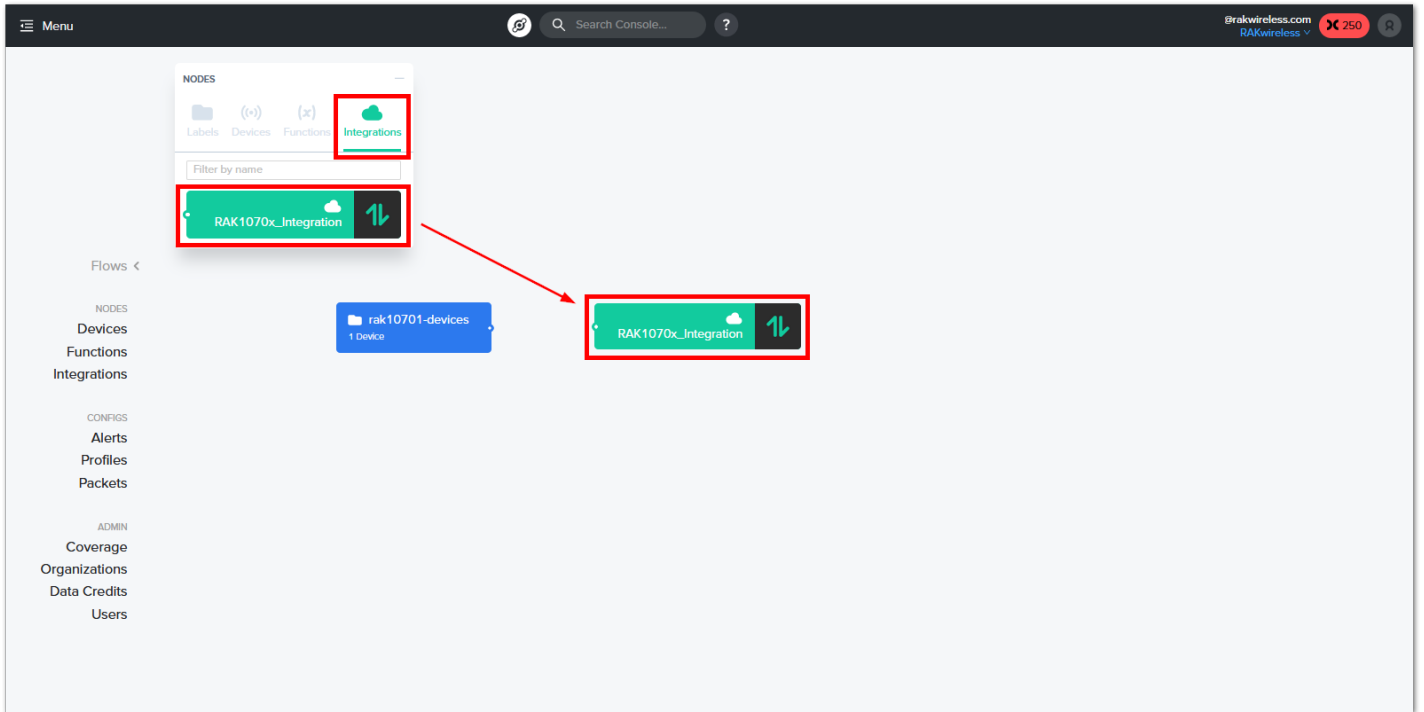 Menu
Search Console...
?
@rakwireless.com
RAKwireless
250
R
NODES
Labels
Devices
Functions
Integrations
Filter by name
RAK1070x_Integration
Flows
NODES
Devices
Functions
Integrations
CONFIGS
Alerts
Profiles
Packets
ADMIN
Coverage
Organizations
Data Credits
Users
rak10701-devices
1 Device
RAK1070x_Integration